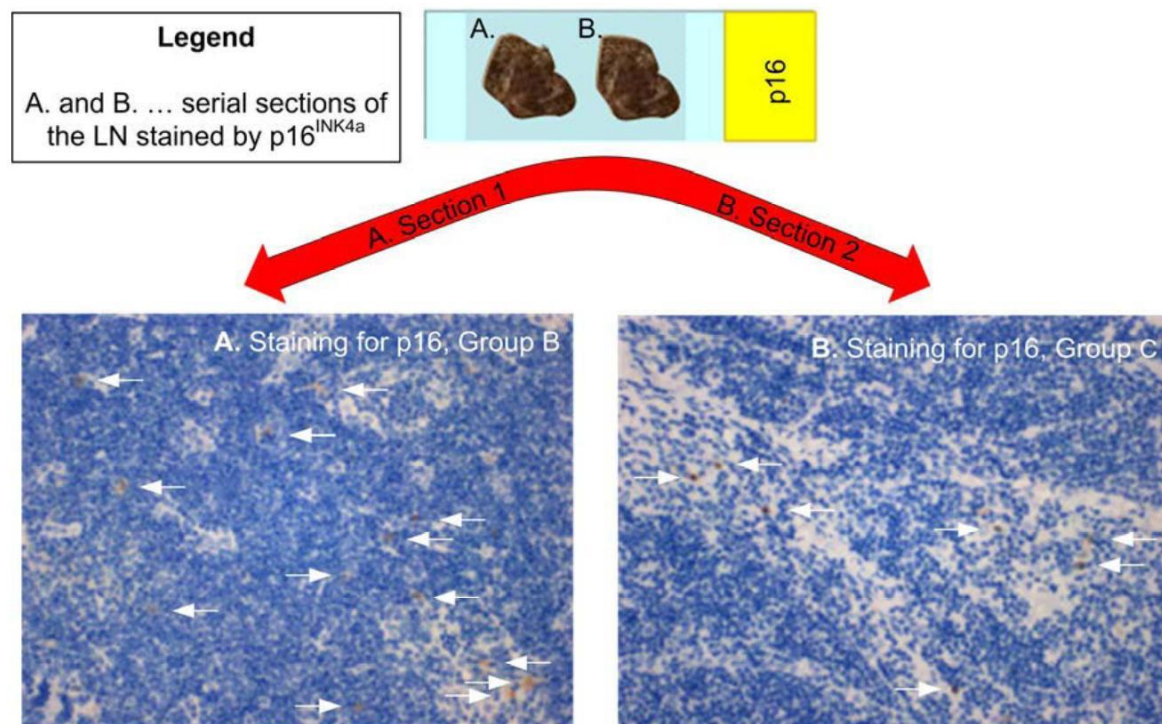 Legend
A. and B. … serial sections of
the LN stained by p16INK4a
A.
B.
p16
A. Section 1
B. Section 2
A. Staining for p16, Group B
B. Staining for p16, Group C